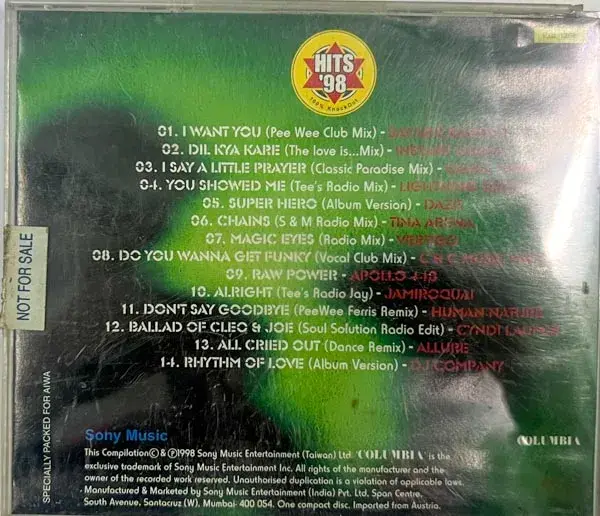 HITS
'98
100% KnockOut
01. I WANT YOU (Pee Wee Club Mix) - SAVAGE GARDEN
02. DIL KYA KARE (The love is...Mix) -
03. I SAY A LITTLE PRAYER (Classic Paradise Mix) - DIANA KING
04. YOU SHOWED ME (Tee's Radio Mix) - LIGHTNING SEEDS
05. SUPER HERO (Album Version) - DAZE
06. CHAINS (S & M Radio Mix) - TINA ARENA
07. MAGIC EYES (Radio Mix) -
08. DO YOU WANNA GET FUNKY (Vocal Club Mix) - C & C MUSIC
09. RAW POWER - APOLLO 440
10. ALRIGHT (Tee's Radio Jay) - JAMIROQUAI
11. DON'T SAY GOODBYE (PeeWee Ferris Remix) - HUMAN NATURE
12. BALLAD OF CLEO & JOE (Soul Solution Radio Edit) - CYNDI LAUPER
13. ALL CRIED OUT (Dance Remix) - ALLURE
14. RHYTHM OF LOVE (Album Version) - DJ COMPANY
NOT FOR SALE
SPECIALLY PACKED FOR AIWA
Sony Music
COLUMBIA
This Compilation© & ℗1998 Sony Music Entertainment (Taiwan) Ltd. 'COLUMBIA' is the
exclusive trademark of Sony Music Entertainment Inc. All rights of the manufacturer and the
owner of the recorded work reserved. Unauthorised duplication is a violation of applicable laws.
Manufactured & Marketed by Sony Music Entertainment (India) Pvt. Ltd, Span Centre,
South Avenue, Santacruz (W), Mumbai- 400 054. One compact disc. Imported from Austria.